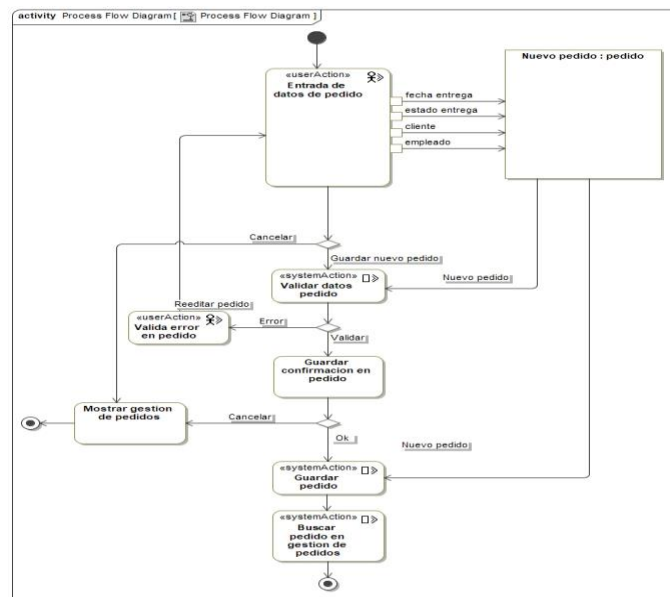 activity Process Flow Diagram[ Process Flow Diagram ]
«userAction»
Entrada de
datos de pedido
fecha entrega
estado entrega
cliente
empleado
Nuevo pedido : pedido
Cancelar
Guardar nuevo pedido
«systemAction»
Validar datos
pedido
Nuevo pedido
Reeditar pedido
«userAction»
Valida error
en pedido
Error
Validar
Guardar
confirmacion en
pedido
Mostrar gestion
de pedidos
Cancelar
Ok
Nuevo pedido
«systemAction»
Guardar
pedido
«systemAction»
Buscar
pedido en
gestion de
pedidos